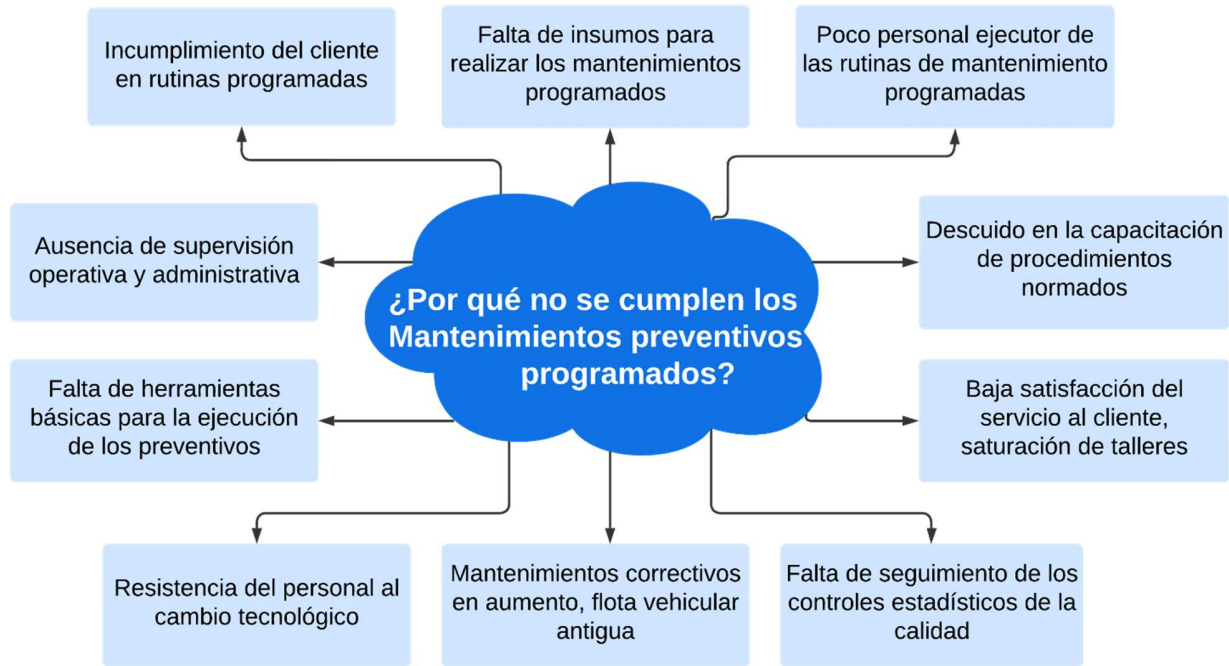 Incumplimiento del cliente
en rutinas programadas
Falta de insumos para
realizar los mantenimientos
programados
Poco personal ejecutor de
las rutinas de mantenimiento
programadas
Ausencia de supervisión
operativa y administrativa
¿Por qué no se cumplen los
Mantenimientos preventivos
programados?
Descuido en la capacitación
de procedimientos
normados
Falta de herramientas
básicas para la ejecución
de los preventivos
Baja satisfacción del
servicio al cliente,
saturación de talleres
Resistencia del personal al
cambio tecnológico
Mantenimientos correctivos
en aumento, flota vehicular
antigua
Falta de seguimiento de los
controles estadísticos de la
calidad